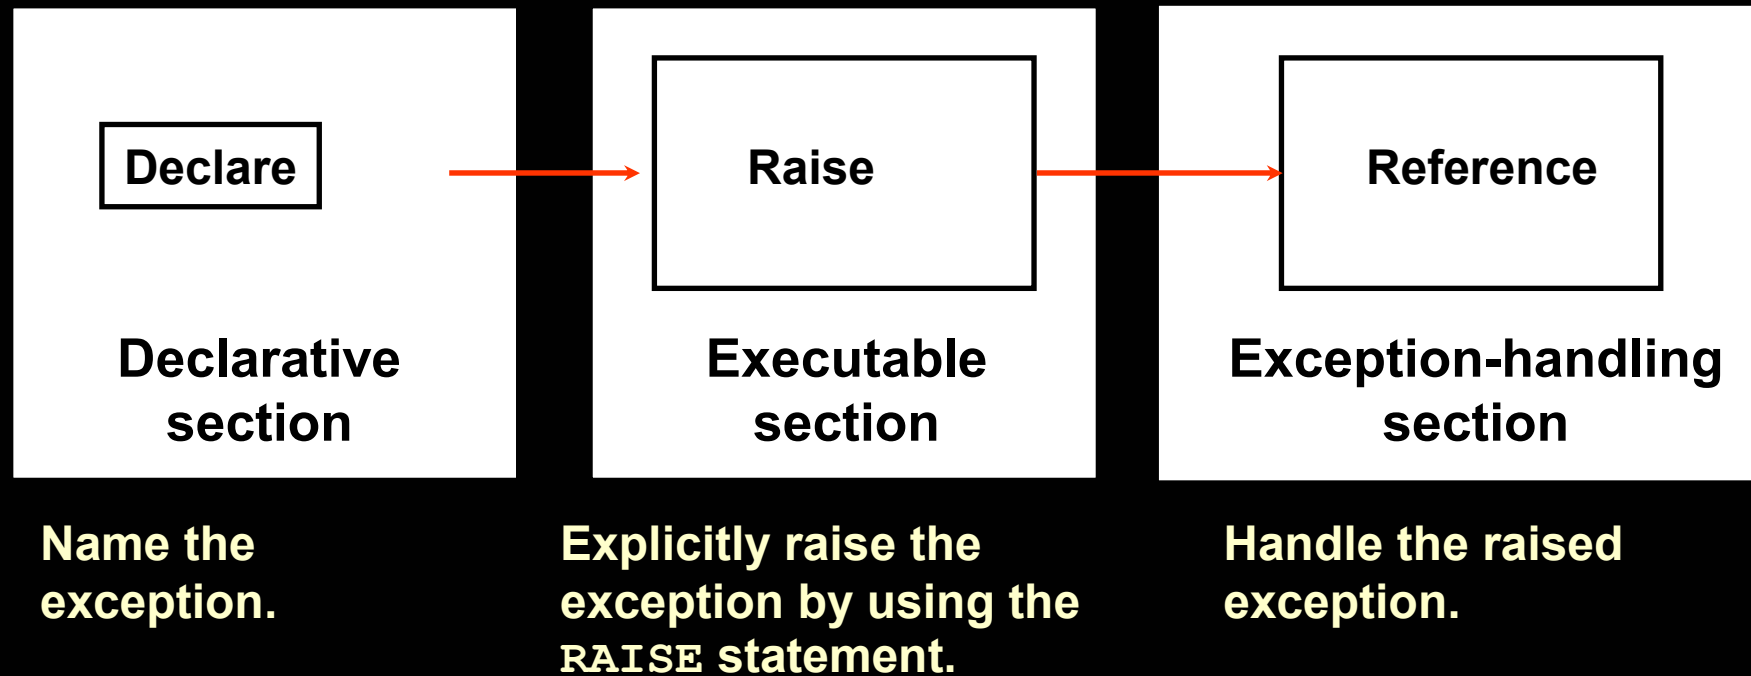 Declare
Declarative
section
Name the
exception.
Raise
Executable
section
Explicitly raise the
exception by using the
RAISE statement.
Reference
Exception-handling
section
Handle the raised
exception.